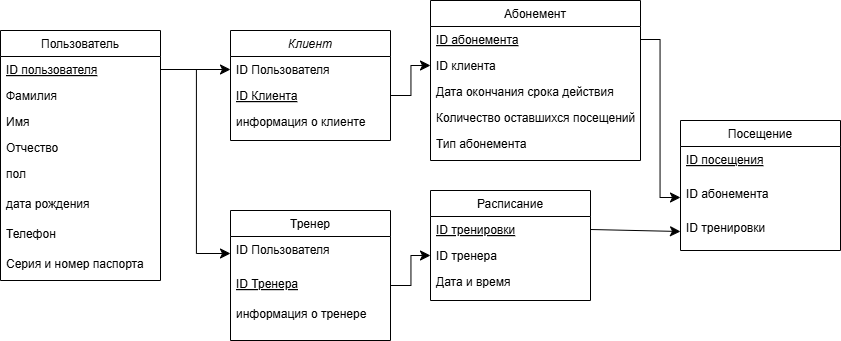 Пользователь
ID пользователя
Фамилия
Имя
Отчество
пол
дата рождения
Телефон
Серия и номер паспорта
Клиент
ID Пользователя
ID Клиента
информация о клиенте
Тренер
ID Пользователя
ID Тренера
информация о тренере
Абонемент
ID абонемента
ID клиента
Дата окончания срока действия
Количество оставшихся посещений
Тип абонемента
Расписание
ID тренировки
ID тренера
Дата и время
Посещение
ID посещения
ID абонемента
ID тренировки